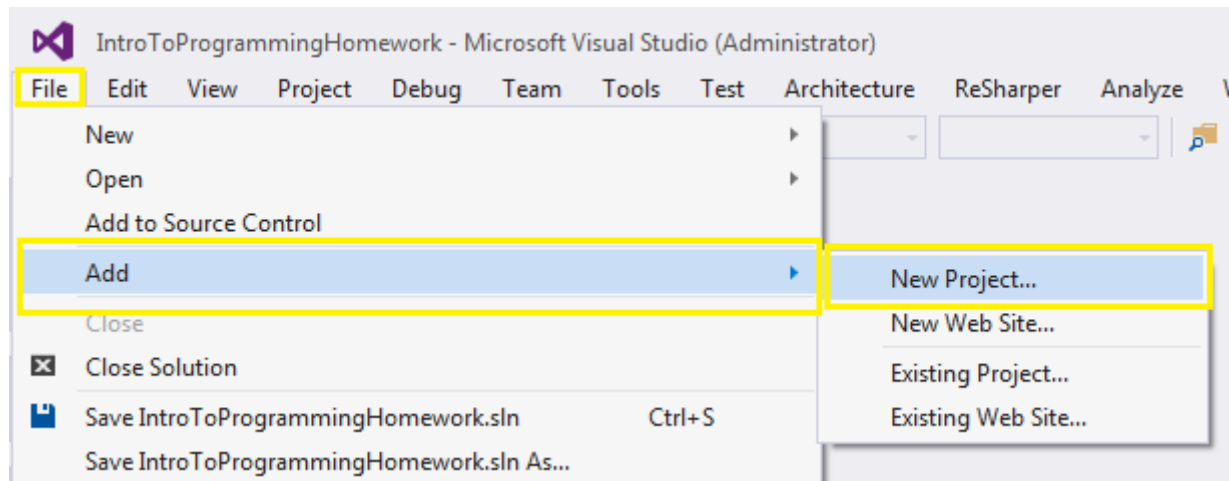 IntroToProgrammingHomework - Microsoft Visual Studio (Administrator)
File Edit View Project Debug Team Tools Test Architecture ReSharper Analyze
New
Open
Add to Source Control
Add
New Project...
New Web Site...
Close
Close Solution
Existing Project...
Save IntroToProgrammingHomework.sln Ctrl+S
Existing Web Site...
Save IntroToProgrammingHomework.sln As...